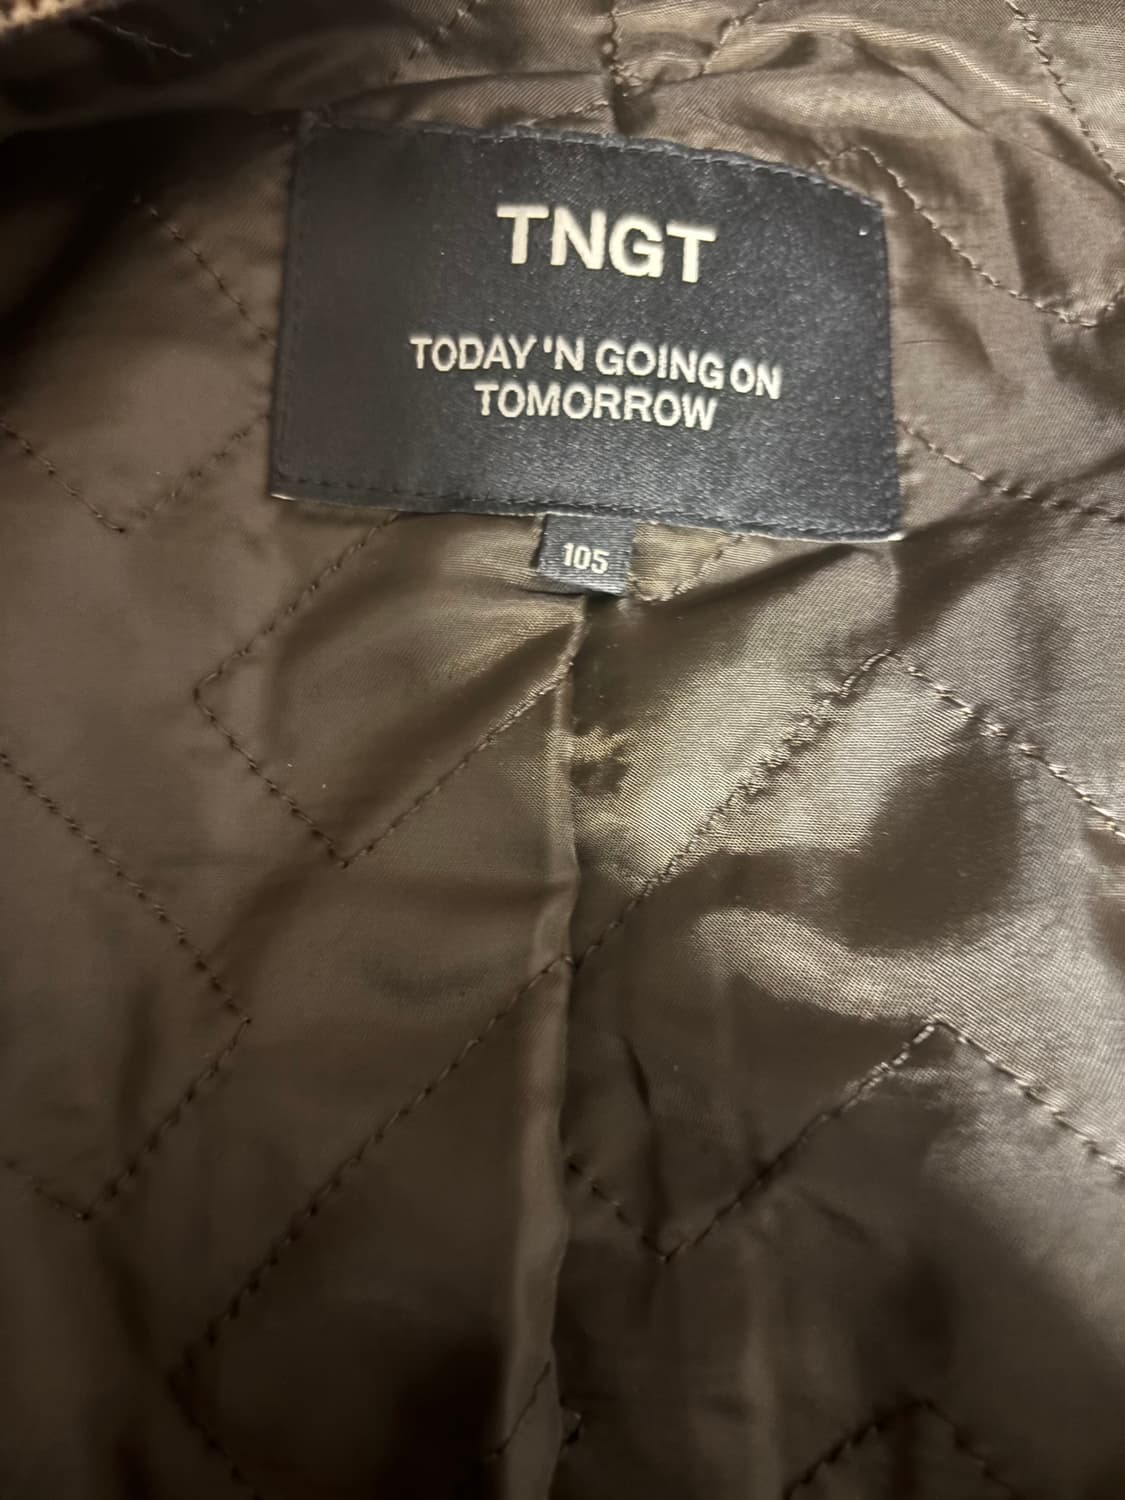 TNGT
TODAY 'N GOING ON
TOMORROW
105